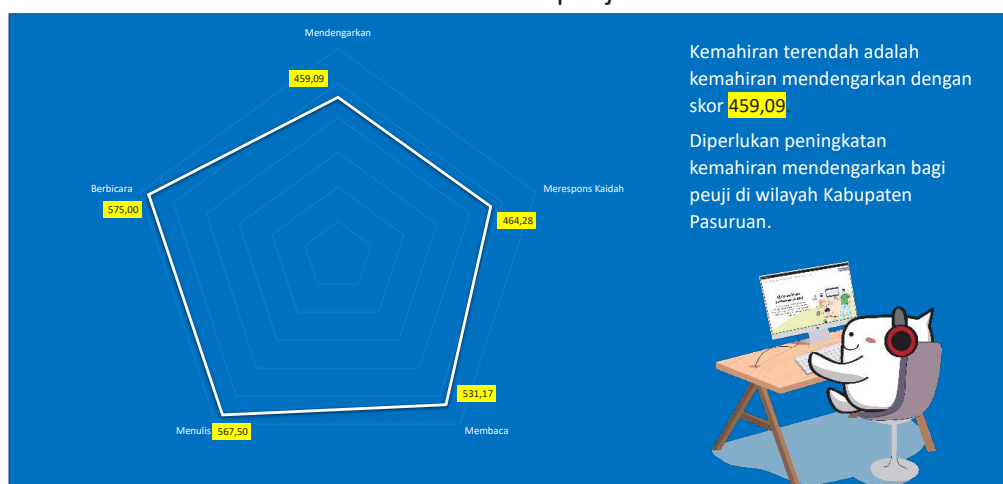 Mendengarkan
459,09
Berbicara
575,00
Merespons Kaidah
464,28
531,17
Menulis
567,50
Membaca
Kemahiran terendah adalah
kemahiran mendengarkan dengan
skor 459,09.
Diperlukan peningkatan
kemahiran mendengarkan bagi
peuji di wilayah Kabupaten
Pasuruan.